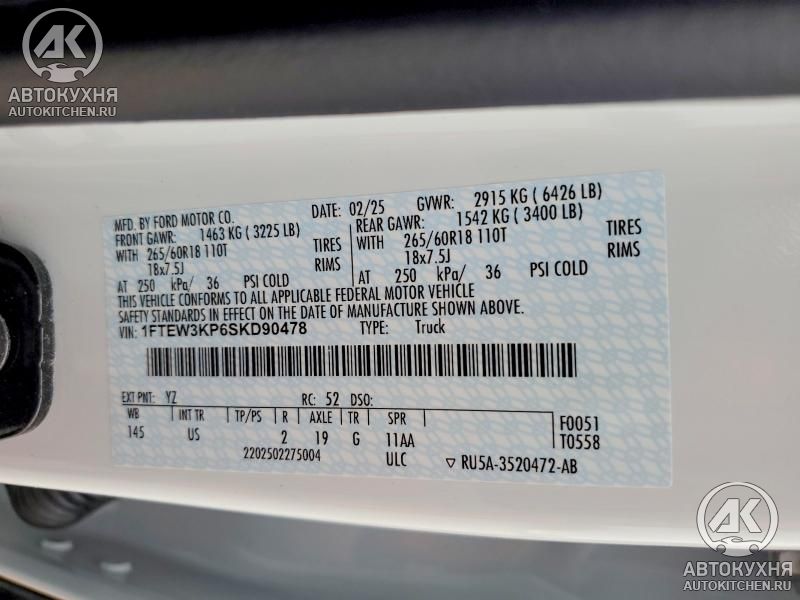 AK
АВТОКУХНЯ
AUTOKITCHEN.RU
MFD. BY FORD MOTOR CO. DATE: 02/25 GVWR: 2915 KG ( 6426 LB)
FRONT GAWR: 1463 KG ( 3225 LB) REAR GAWR: 1542 KG ( 3400 LB)
WITH 265/60R18 110T TIRES WITH 265/60R18 110T TIRES
18x7.5J RIMS 18x7.5J RIMS
AT 250 kPa/ 36 PSI COLD AT 250 kPa/ 36 PSI COLD
THIS VEHICLE CONFORMS TO ALL APPLICABLE FEDERAL MOTOR VEHICLE
SAFETY STANDARDS IN EFFECT ON THE DATE OF MANUFACTURE SHOWN ABOVE.
VIN: 1FTEW3KP6SKD90478 TYPE: Truck
EXT PNT: YZ RC: 52 DSO:
WB INT TR TP/PS R AXLE TR SPR F0051
145 US 2 19 G 11AA T0558
2202502275004 ULC ▽ RU5A-3520472-AB
AK
АВТОКУХНЯ
AUTOKITCHEN.RU